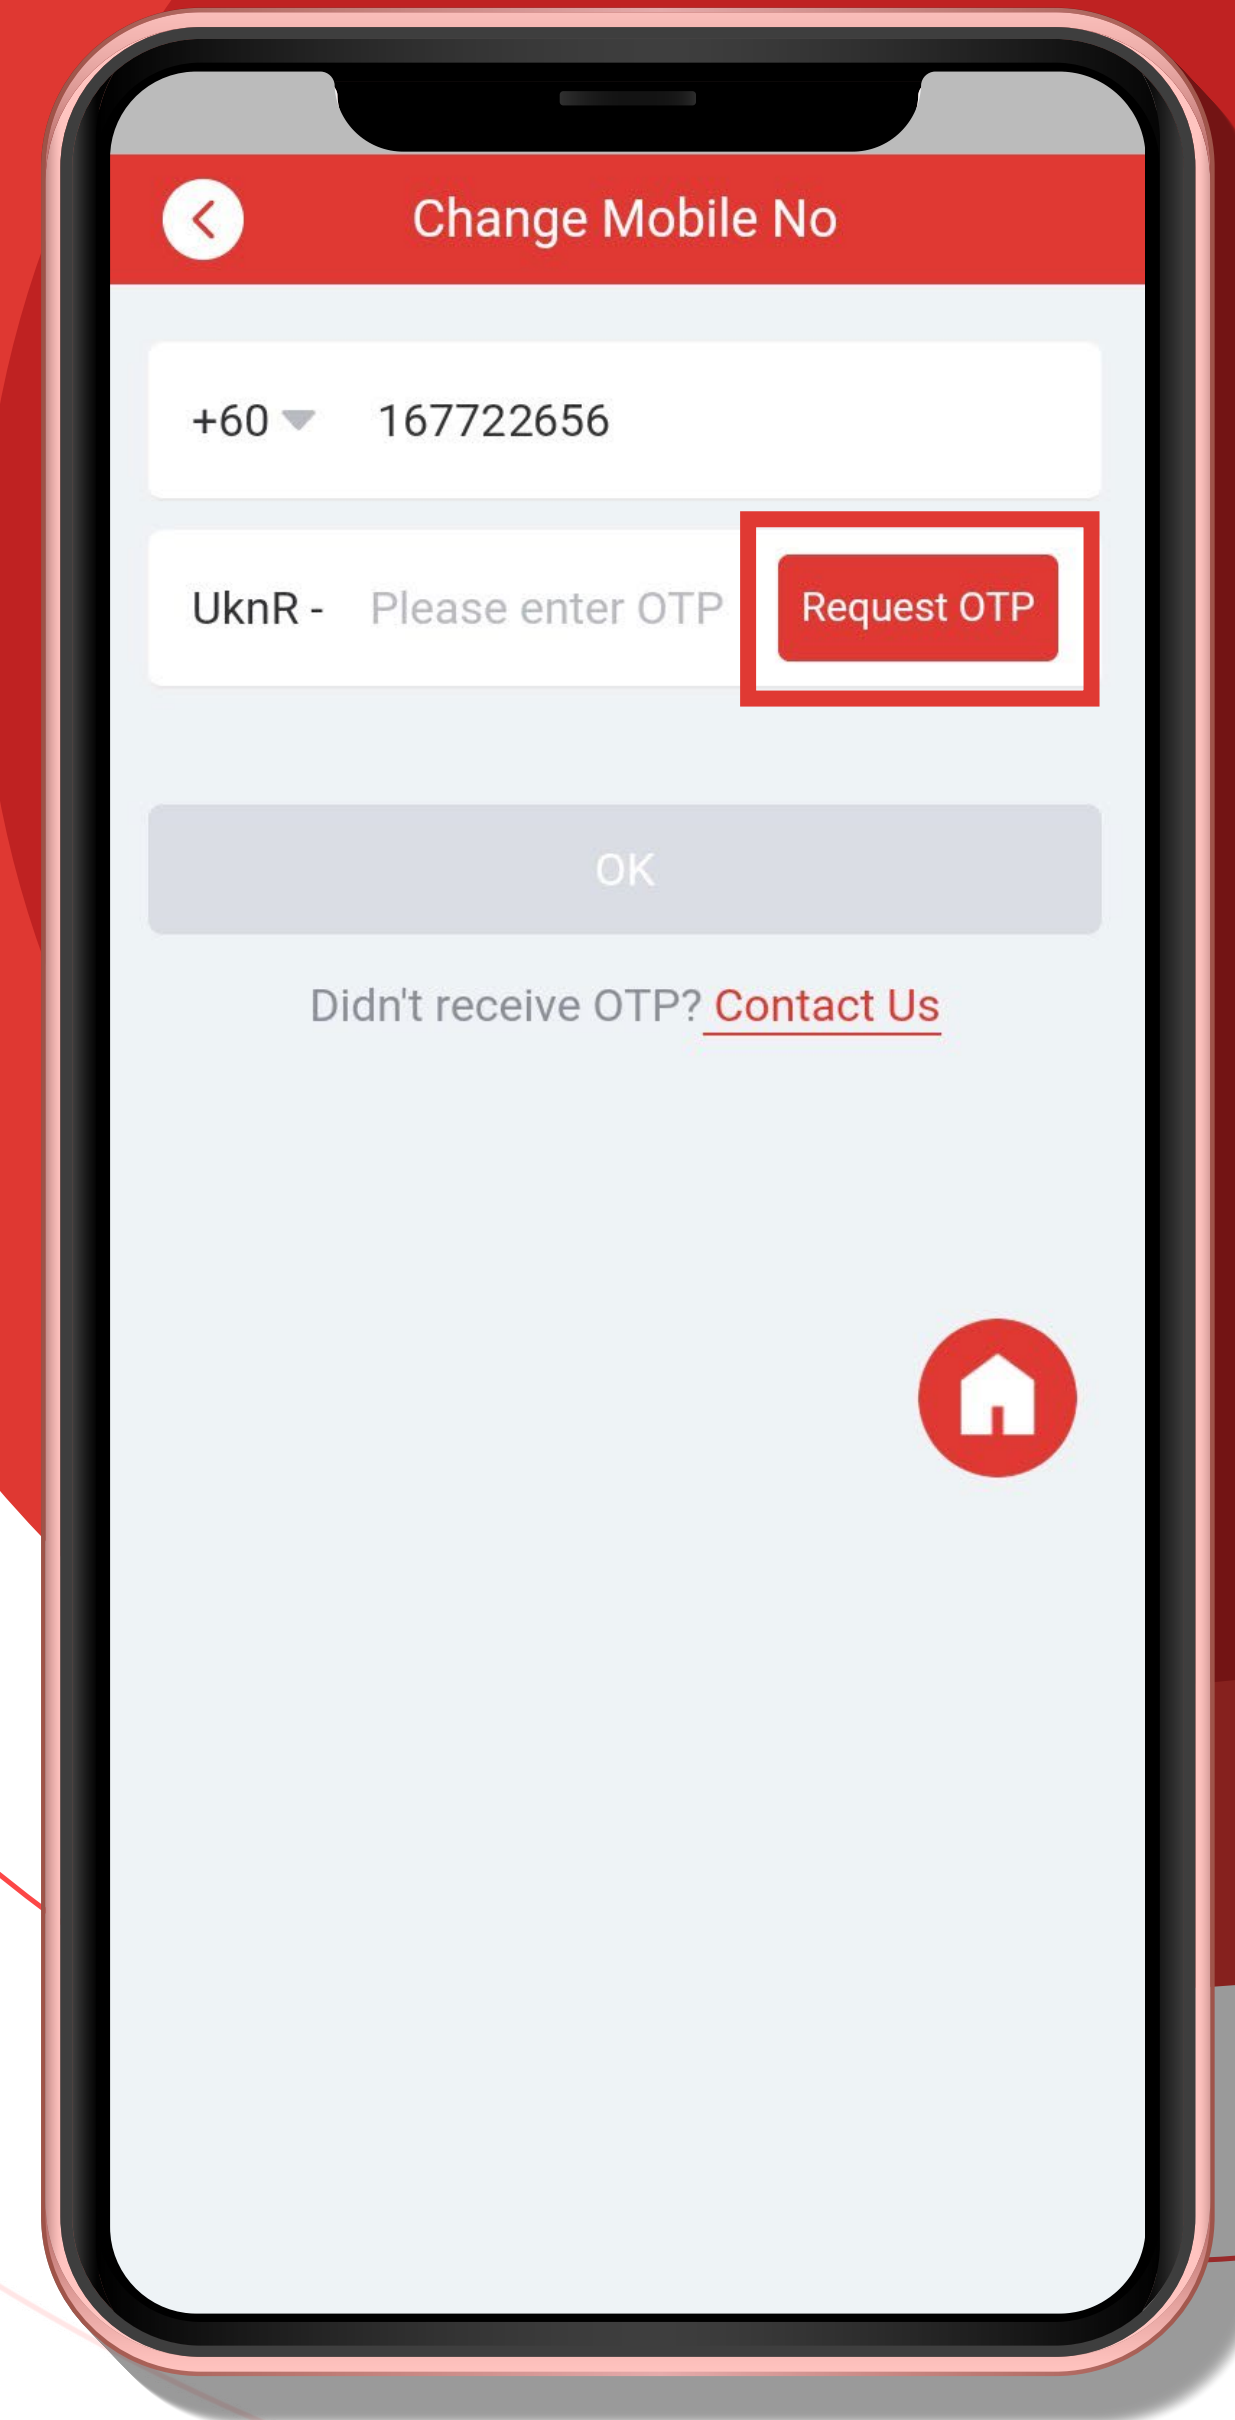 Change Mobile No
+60 167722656
UknR - Please enter OTP Request OTP
OK
Didn't receive OTP? Contact Us